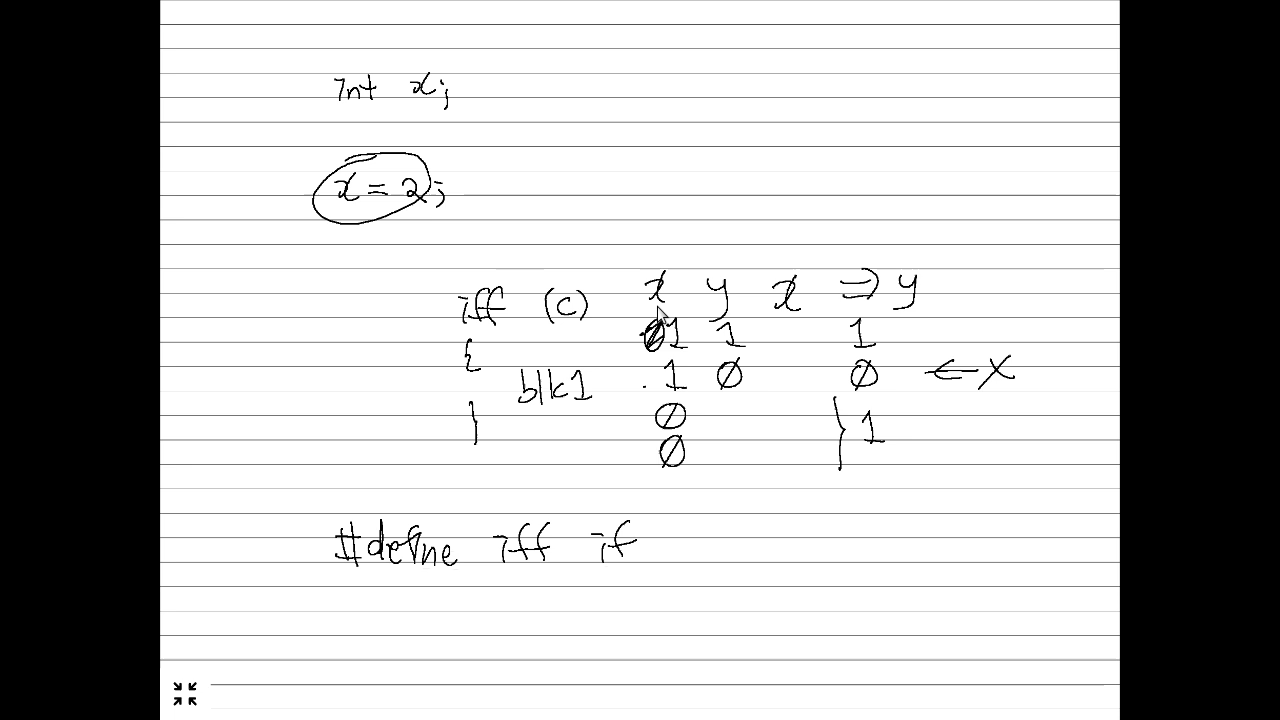 int x;
x = 2;
iff (c) x y x ⇒ y
{ 1 1 1
blk1 . 1 0 0 ← X
} 0 } 1
0
#define iff if